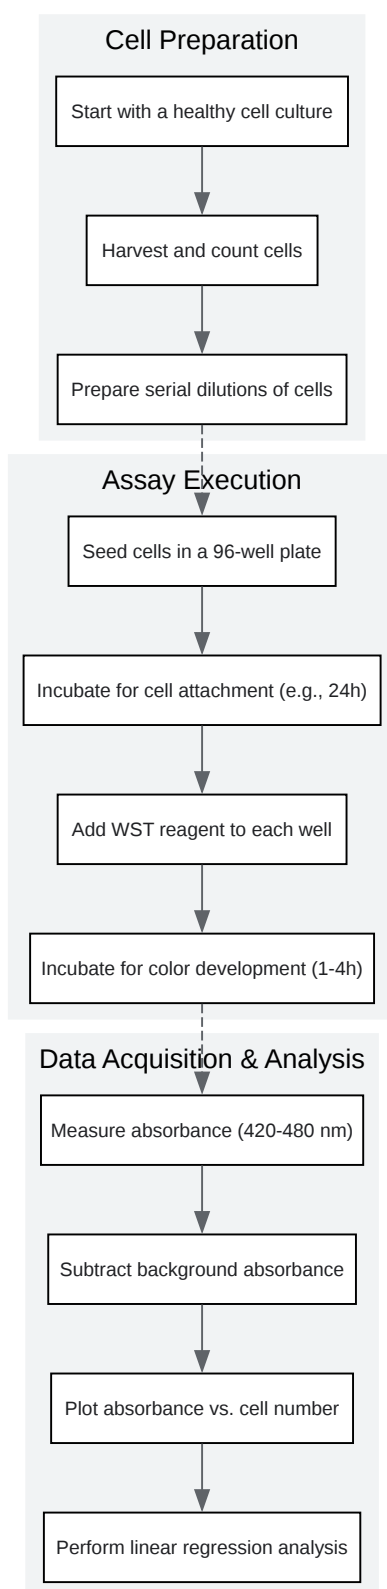 Cell Preparation
Start with a healthy cell culture
Harvest and count cells
Prepare serial dilutions of cells
Assay Execution
Seed cells in a 96-well plate
Incubate for cell attachment (e.g., 24h)
Add WST reagent to each well
Incubate for color development (1-4h)
Data Acquisition & Analysis
Measure absorbance (420-480 nm)
Subtract background absorbance
Plot absorbance vs. cell number
Perform linear regression analysis